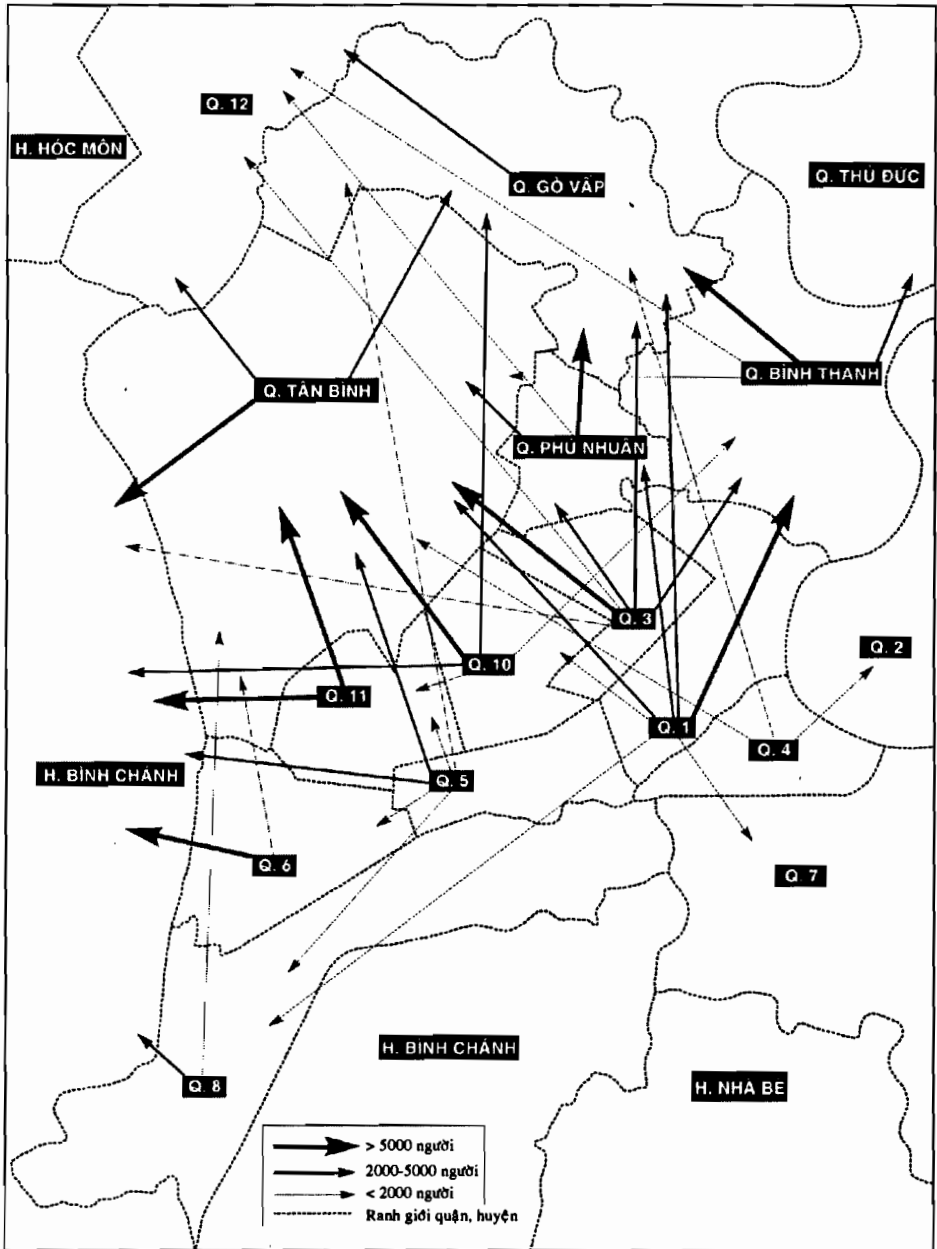 Q. 12
H. HÓC MÔN
Q. GÒ VẤP
Q. THỦ ĐỨC
Q. TÂN BÌNH
Q. BÌNH THANH
Q. PHÚ NHUẬN
Q. 3
Q. 2
Q. 10
Q. 11
Q. 1
Q. 4
H. BÌNH CHÁNH
Q. 5
Q. 6
Q. 7
H. BÌNH CHÁNH
Q. 8
H. NHÀ BE
> 5000 người
2000-5000 người
< 2000 người
Ranh giới quận, huyện